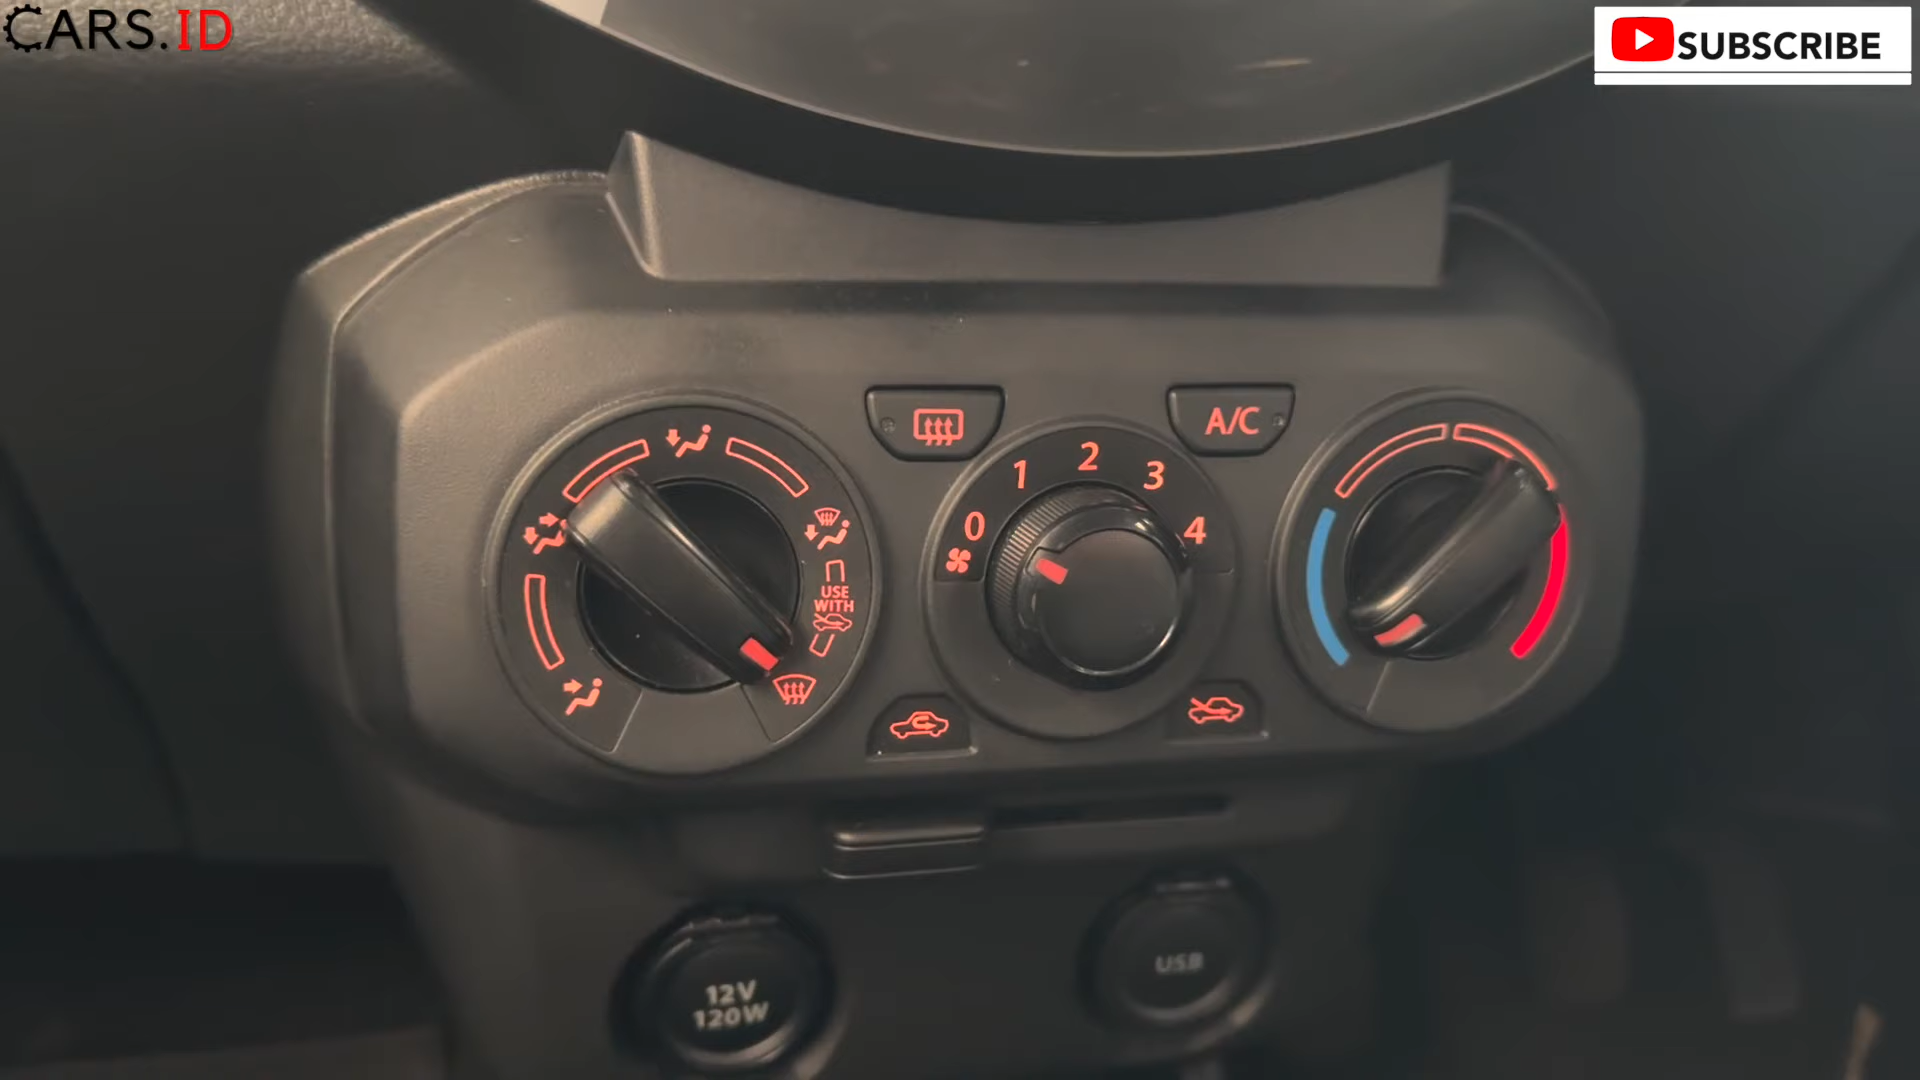 CARS.ID
SUBSCRIBE
A/C
0 1 2 3 4
USE
WITH
12V
120W
USB